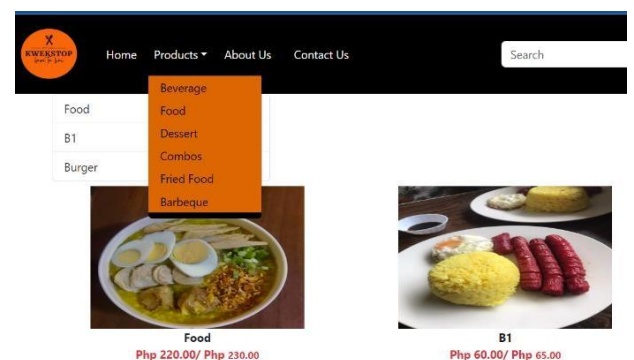 KWEKSTOP
Home Products About Us Contact Us Search
Beverage
Food
Dessert
Combos
Fried Food
Barbeque
Food
B1
Burger
Food
Php 220.00/ Php 230.00
B1
Php 60.00/ Php 65.00